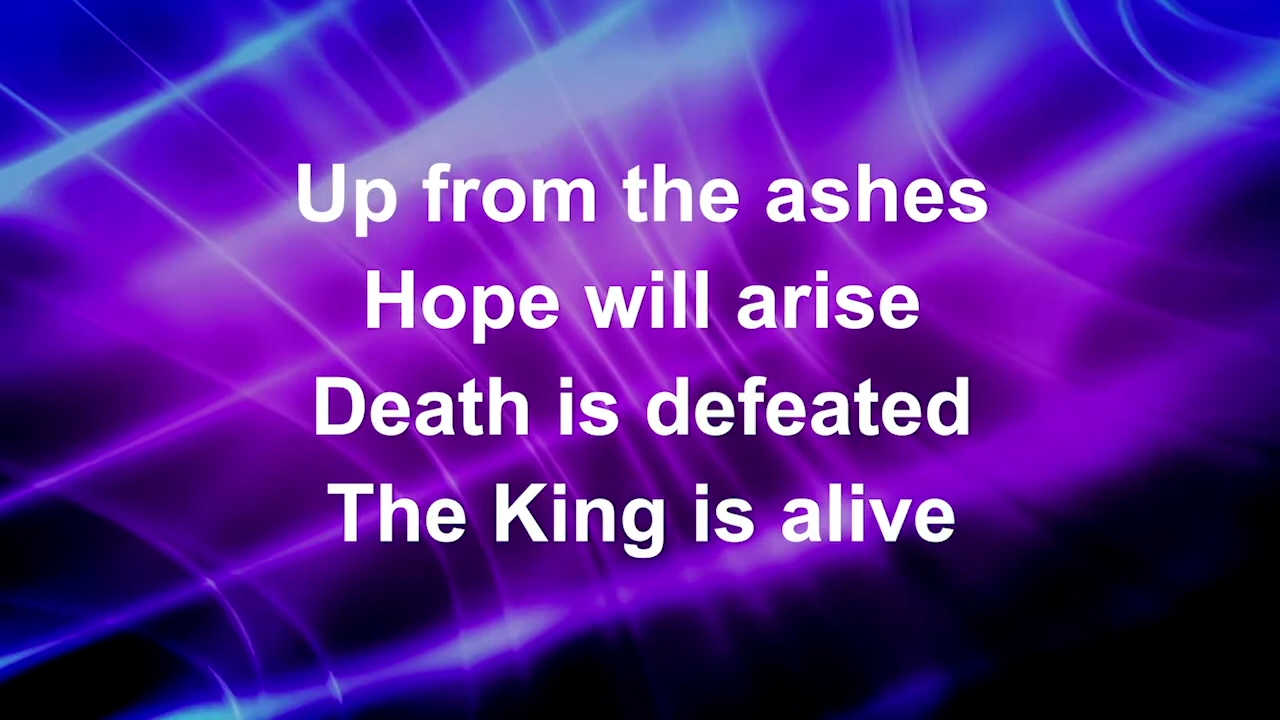 Up from the ashes
Hope will arise
Death is defeated
The King is alive